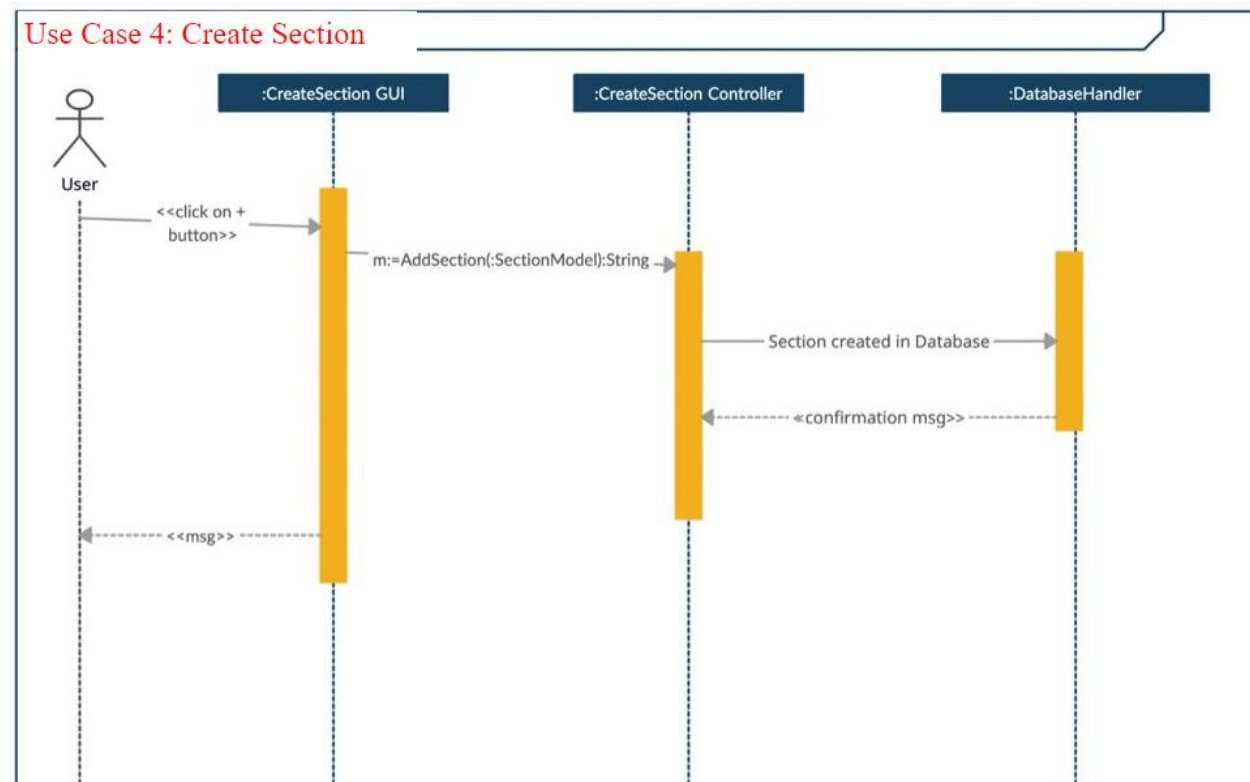 Use Case 4: Create Section
:CreateSection GUI
:CreateSection Controller
:DatabaseHandler
User
<<click on +
button>>
m:=AddSection(:SectionModel):String
Section created in Database
«confirmation msg>>
<<msg>>